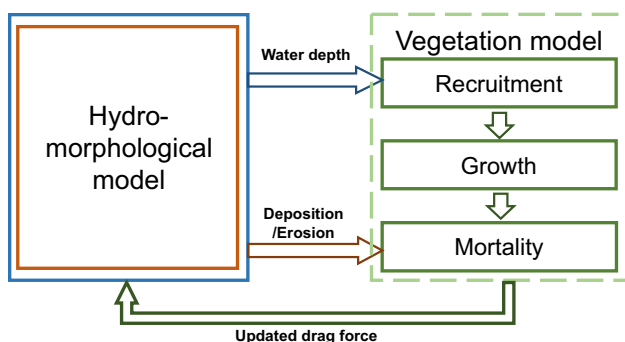 Hydro-
morphological
model
Water depth
Deposition
/Erosion
Vegetation model
Recruitment
Growth
Mortality
Updated drag force